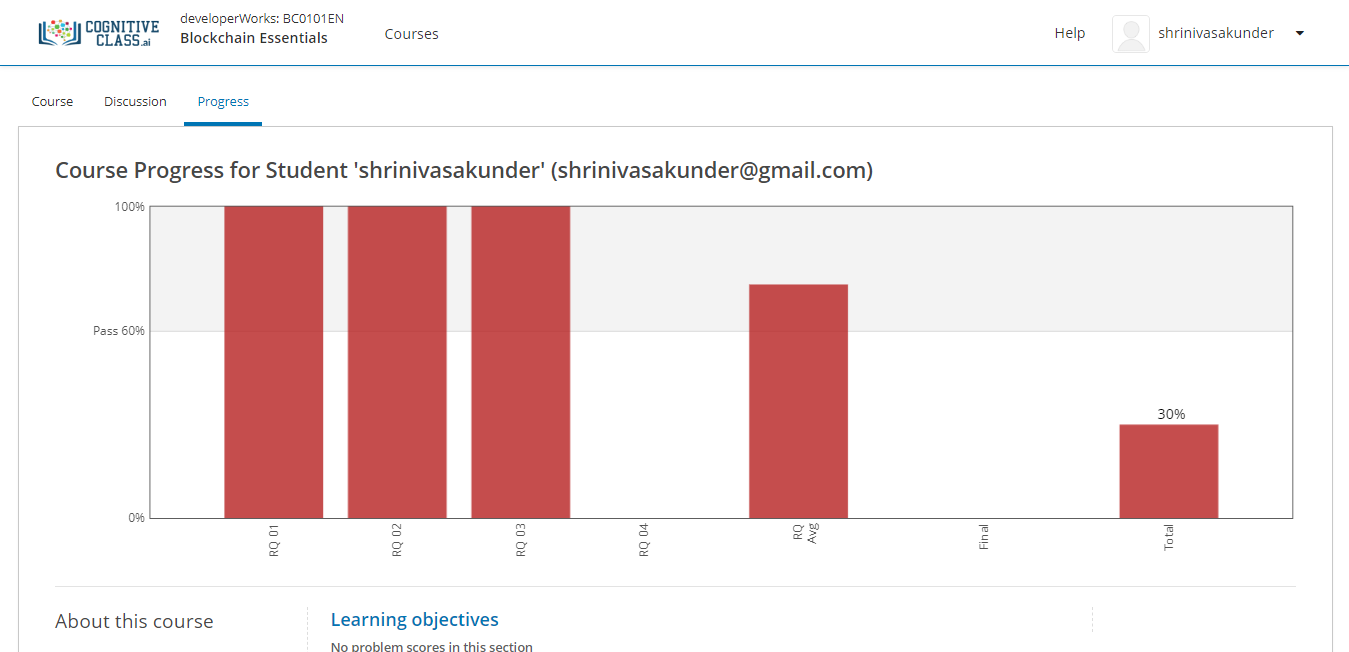 COGNITIVE
CLASS.ai
developerWorks: BC0101EN
Blockchain Essentials
Courses
Help
shrinivasakunder
Course
Discussion
Progress
Course Progress for Student 'shrinivasakunder' (shrinivasakunder@gmail.com)
100%
Pass 60%
0%
30%
RQ 01
RQ 02
RQ 03
RQ 04
RQ
Avg
Final
Total
About this course
Learning objectives
No problem scores in this section